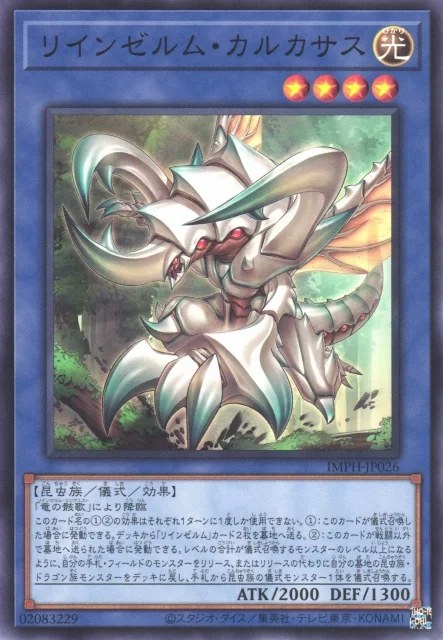 リインゼルム・カルカサス
光
IMPH-JP026
【昆虫族／儀式／効果】
『竜の骸歌』により降臨
このカード名の①②の効果はそれぞれ1ターンに1度しか使用できない。①:このカードが儀式召喚した
場合に発動できる。デッキから「リインゼルム」カード2枚を墓地へ送る。②:このカードが戦闘以外
で墓地へ送られた場合に発動できる。レベルの合計が儀式召喚するモンスターのレベル以上になる
ように、自分の手札・フィールドのモンスターをリリース、またはリリースの代わりに自分の墓地の昆虫族・
ドラゴン族モンスターをデッキに戻し、手札から昆虫族の儀式モンスター1体を儀式召喚する。
ATK/2000 DEF/1300
02083229
©スタジオ・ダイス／集英社・テレビ東京・KONAMI